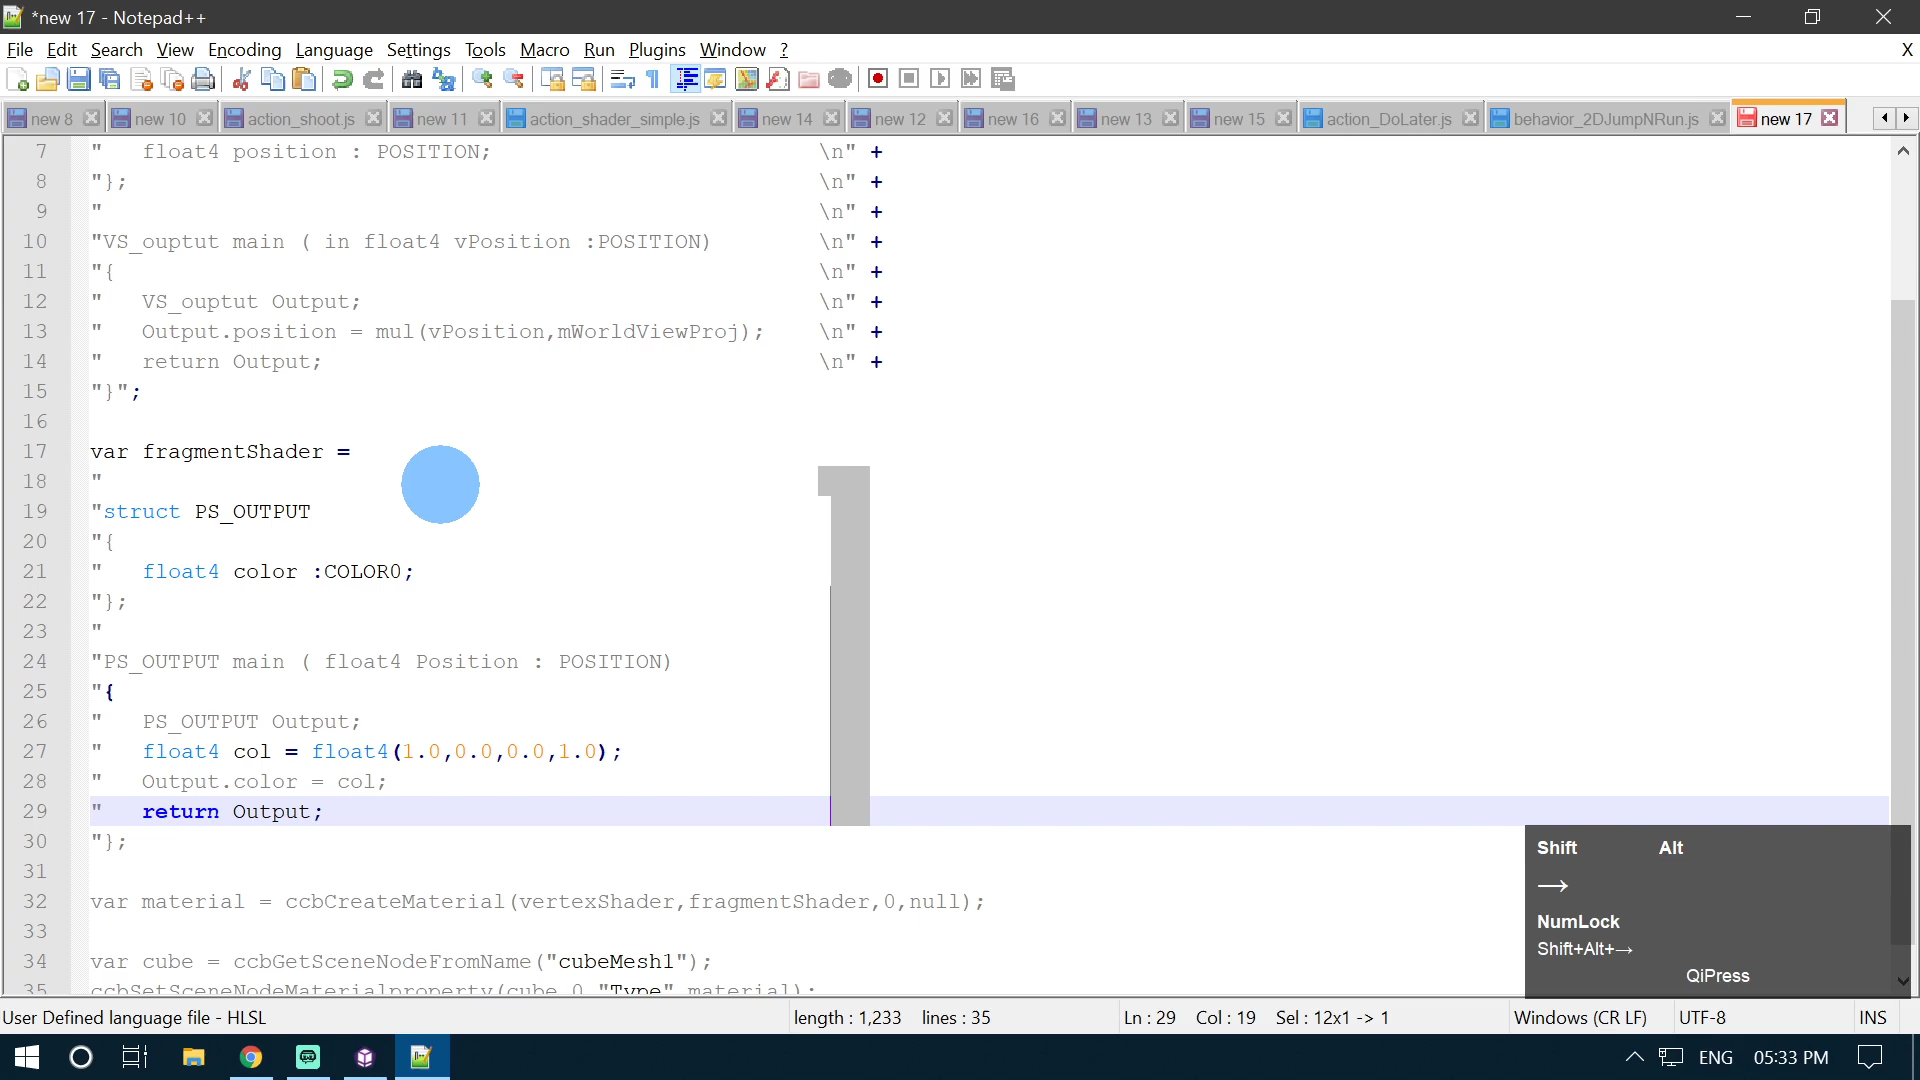 *new 17 - Notepad++
File Edit Search View Encoding Language Settings Tools Macro Run Plugins Window ? X
new 8 new 10 action_shoot.js new 11 action_shader_simple.js new 14 new 12 new 16 new 13 new 15 action_DoLater.js behavior_2DJumpNRun.js new 17
7 " float4 position : POSITION; \n" +
8 "}; \n" +
9 " \n" +
10 "VS_ouptut main ( in float4 vPosition :POSITION) \n" +
11 "{ \n" +
12 " VS_ouptut Output; \n" +
13 " Output.position = mul(vPosition,mWorldViewProj); \n" +
14 " return Output; \n" +
15 "}";
16
17 var fragmentShader =
18 "
19 "struct PS_OUTPUT
20 "{
21 " float4 color :COLOR0;
22 "};
23 "
24 "PS_OUTPUT main ( float4 Position : POSITION)
25 "{
26 " PS_OUTPUT Output;
27 " float4 col = float4(1.0,0.0,0.0,1.0);
28 " Output.color = col;
29 " return Output;
30 "};
31
32 var material = ccbCreateMaterial(vertexShader,fragmentShader,0,null);
33
34 var cube = ccbGetSceneNodeFromName("cubeMesh1");
35 ccbSetSceneNodeMaterialproperty(cube,0,"Type",material);
Shift Alt
→
NumLock
Shift+Alt+→
QiPress
User Defined language file - HLSL length : 1,233 lines : 35 Ln : 29 Col : 19 Sel : 12x1 -> 1 Windows (CR LF) UTF-8 INS
ENG 05:33 PM